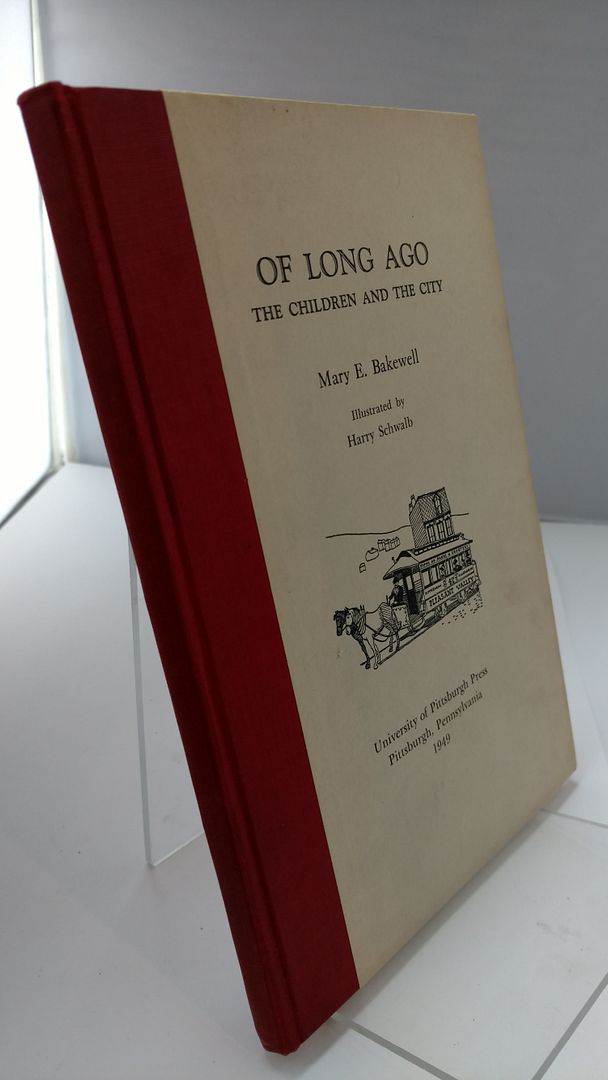 OF LONG AGO
THE CHILDREN AND THE CITY
Mary E. Bakewell
Illustrated by
Harry Schwalb
PLEASANT VALLEY
University of Pittsburgh Press
Pittsburgh, Pennsylvania
1949